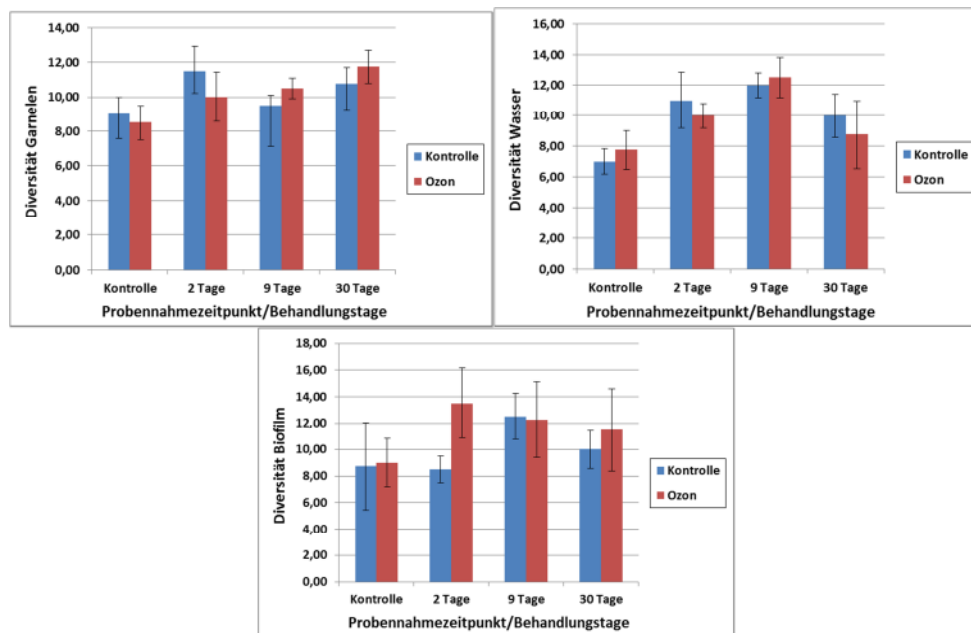 Diversität Garnelen
14,00
12,00
10,00
8,00
6,00
4,00
2,00
0,00
Kontrolle 2 Tage 9 Tage 30 Tage
Probennahmezeitpunkt/Behandlungstage
Kontrolle
Ozon
Diversität Wasser
16,00
14,00
12,00
10,00
8,00
6,00
4,00
2,00
0,00
Kontrolle 2 Tage 9 Tage 30 Tage
Probennahmezeitpunkt/Behandlungstage
Kontrolle
Ozon
Diversität Biofilm
18,00
16,00
14,00
12,00
10,00
8,00
6,00
4,00
2,00
0,00
Kontrolle 2 Tage 9 Tage 30 Tage
Probennahmezeitpunkt/Behandlungstage
Kontrolle
Ozon